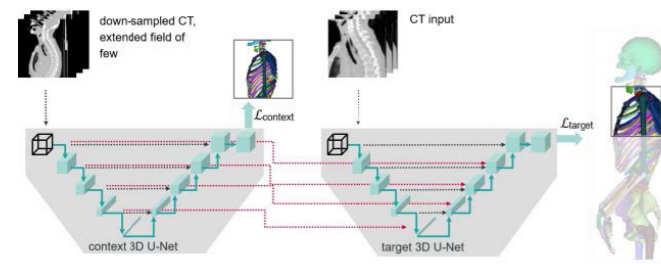 down-sampled CT,
extended field of
few
CT input
ℒcontext
ℒtarget
context 3D U-Net
target 3D U-Net